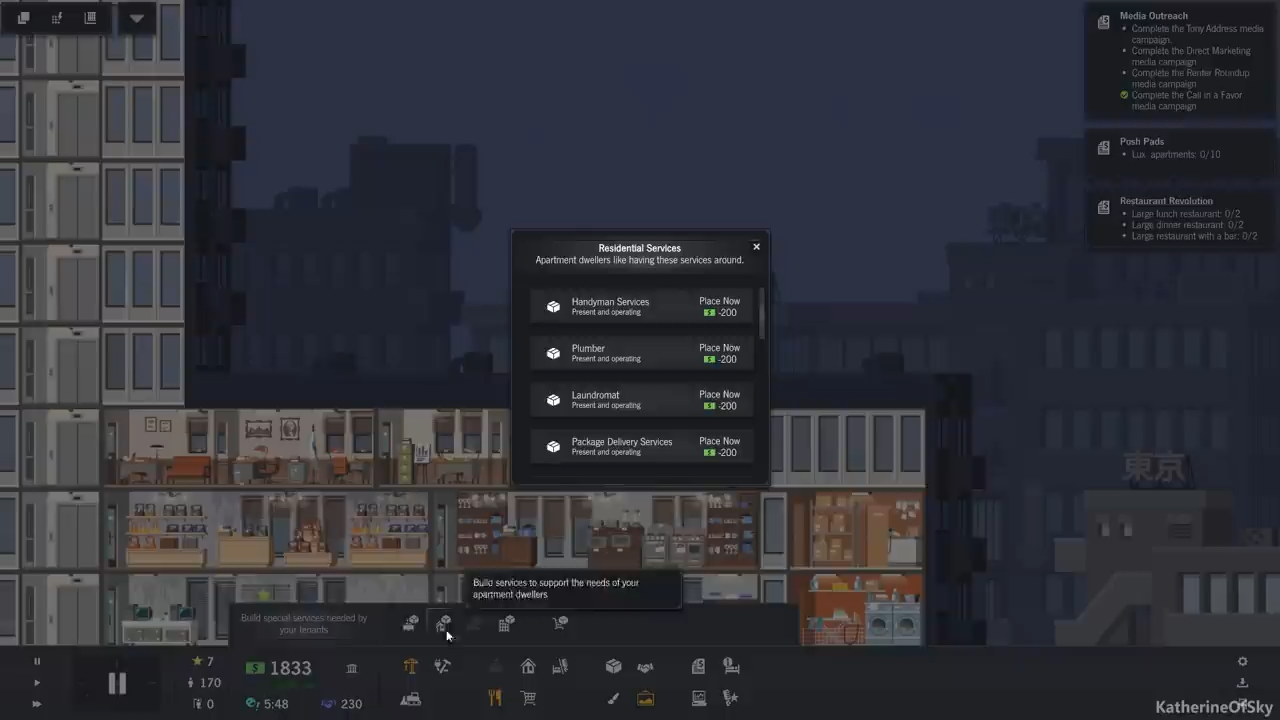 Media Outreach
• Complete the Tony Address media
campaign.
• Complete the Direct Marketing
media campaign
• Complete the Renter Roundup
media campaign
Complete the Call in a Favor
media campaign
Posh Pads
• Lux apartments: 0/10
Restaurant Revolution
• Large lunch restaurant: 0/2
• Large dinner restaurant: 0/2
• Large restaurant with a bar: 0/2
Residential Services
Apartment dwellers like having these services around.
Handyman Services
Present and operating
Place Now
-200
Plumber
Present and operating
Place Now
-200
Laundromat
Present and operating
Place Now
-200
Package Delivery Services
Present and operating
Place Now
-200
東京
Build services to support the needs of your
apartment dwellers
Build special services needed by
your tenants
7
170
0
1833
5:48
230
KatherineOfSky